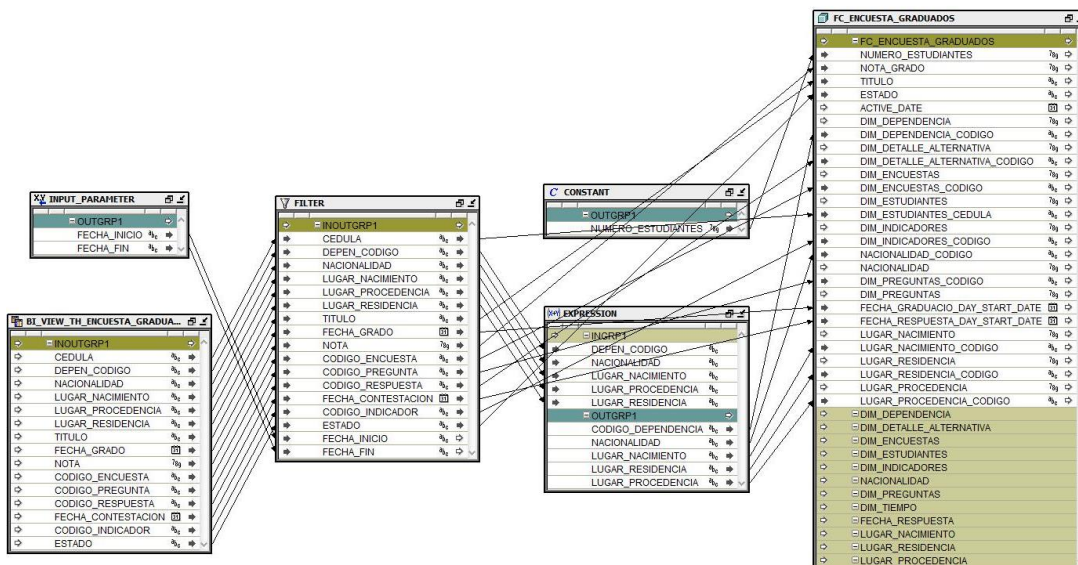 INPUT_PARAMETER
OUTGRP1
FECHA_INICIO
FECHA_FIN
BI_VIEW_TH_ENCUESTA_GRADUA...
INOUTGRP1
CEDULA
DEPEN_CODIGO
NACIONALIDAD
LUGAR_NACIMIENTO
LUGAR_PROCEDENCIA
LUGAR_RESIDENCIA
TITULO
FECHA_GRADO
NOTA
CODIGO_ENCUESTA
CODIGO_PREGUNTA
CODIGO_RESPUESTA
FECHA_CONTESTACION
CODIGO_INDICADOR
ESTADO
FILTER
INOUTGRP1
CEDULA
DEPEN_CODIGO
NACIONALIDAD
LUGAR_NACIMIENTO
LUGAR_PROCEDENCIA
LUGAR_RESIDENCIA
TITULO
FECHA_GRADO
NOTA
CODIGO_ENCUESTA
CODIGO_PREGUNTA
CODIGO_RESPUESTA
FECHA_CONTESTACION
CODIGO_INDICADOR
ESTADO
FECHA_INICIO
FECHA_FIN
CONSTANT
OUTGRP1
NUMERO_ESTUDIANTES
EXPRESSION
INGRP1
DEPEN_CODIGO
NACIONALIDAD
LUGAR_NACIMIENTO
LUGAR_PROCEDENCIA
LUGAR_RESIDENCIA
OUTGRP1
CODIGO_DEPENDENCIA
NACIONALIDAD
LUGAR_NACIMIENTO
LUGAR_RESIDENCIA
LUGAR_PROCEDENCIA
FC_ENCUESTA_GRADUADOS
FC_ENCUESTA_GRADUADOS
NUMERO_ESTUDIANTES
NOTA_GRADO
TITULO
ESTADO
ACTIVE_DATE
DIM_DEPENDENCIA
DIM_DEPENDENCIA_CODIGO
DIM_DETALLE_ALTERNATIVA
DIM_DETALLE_ALTERNATIVA_CODIGO
DIM_ENCUESTAS
DIM_ENCUESTAS_CODIGO
DIM_ESTUDIANTES
DIM_ESTUDIANTES_CEDULA
DIM_INDICADORES
DIM_INDICADORES_CODIGO
NACIONALIDAD_CODIGO
NACIONALIDAD
DIM_PREGUNTAS_CODIGO
DIM_PREGUNTAS
FECHA_GRADUACIO_DAY_START_DATE
FECHA_RESPUESTA_DAY_START_DATE
LUGAR_NACIMIENTO
LUGAR_NACIMIENTO_CODIGO
LUGAR_RESIDENCIA
LUGAR_RESIDENCIA_CODIGO
LUGAR_PROCEDENCIA
LUGAR_PROCEDENCIA_CODIGO
DIM_DEPENDENCIA
DIM_DETALLE_ALTERNATIVA
DIM_ENCUESTAS
DIM_ESTUDIANTES
DIM_INDICADORES
NACIONALIDAD
DIM_PREGUNTAS
DIM_TIEMPO
FECHA_RESPUESTA
LUGAR_NACIMIENTO
LUGAR_RESIDENCIA
LUGAR_PROCEDENCIA